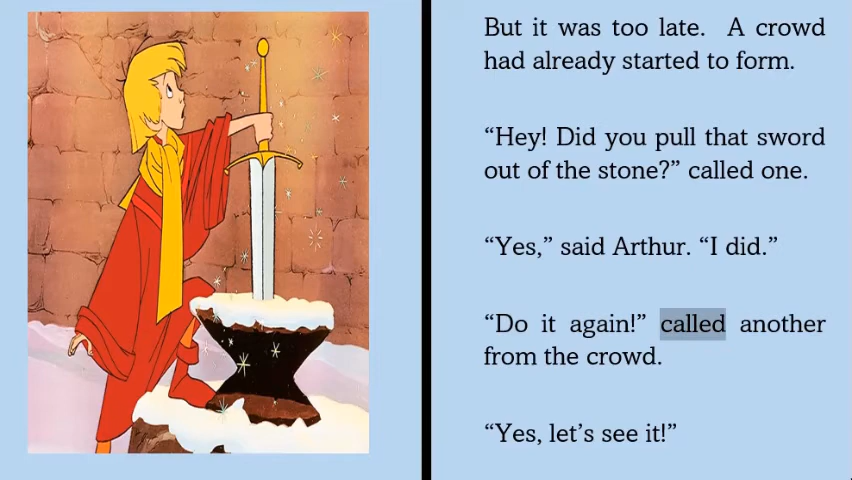 But it was too late. A crowd
had already started to form.
“Hey! Did you pull that sword
out of the stone?” called one.
“Yes,” said Arthur. “I did.”
“Do it again!” called another
from the crowd.
“Yes, let’s see it!”